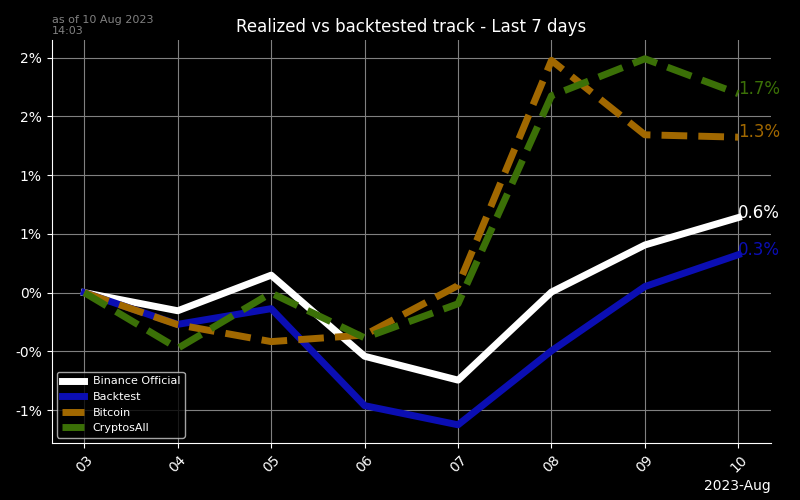 as of 10 Aug 2023
14:03
Realized vs backtested track - Last 7 days
2%
2%
1%
1%
0%
-0%
-1%
1.7%
1.3%
0.6%
0.3%
Binance Official
Backtest
Bitcoin
CryptosAll
03
04
05
06
07
08
09
10
2023-Aug